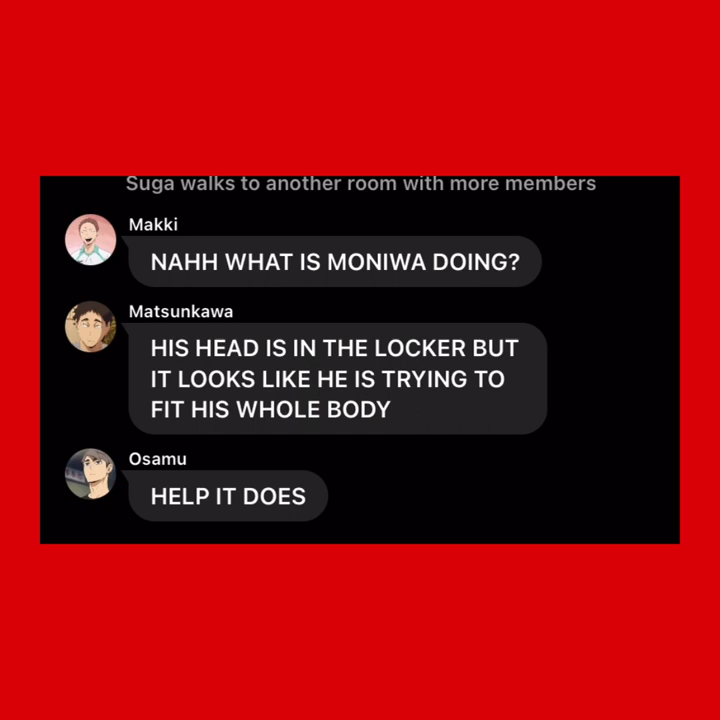 Suga walks to another room with more members
Makki
NAHH WHAT IS MONIWA DOING?
Matsunkawa
HIS HEAD IS IN THE LOCKER BUT
IT LOOKS LIKE HE IS TRYING TO
FIT HIS WHOLE BODY
Osamu
HELP IT DOES